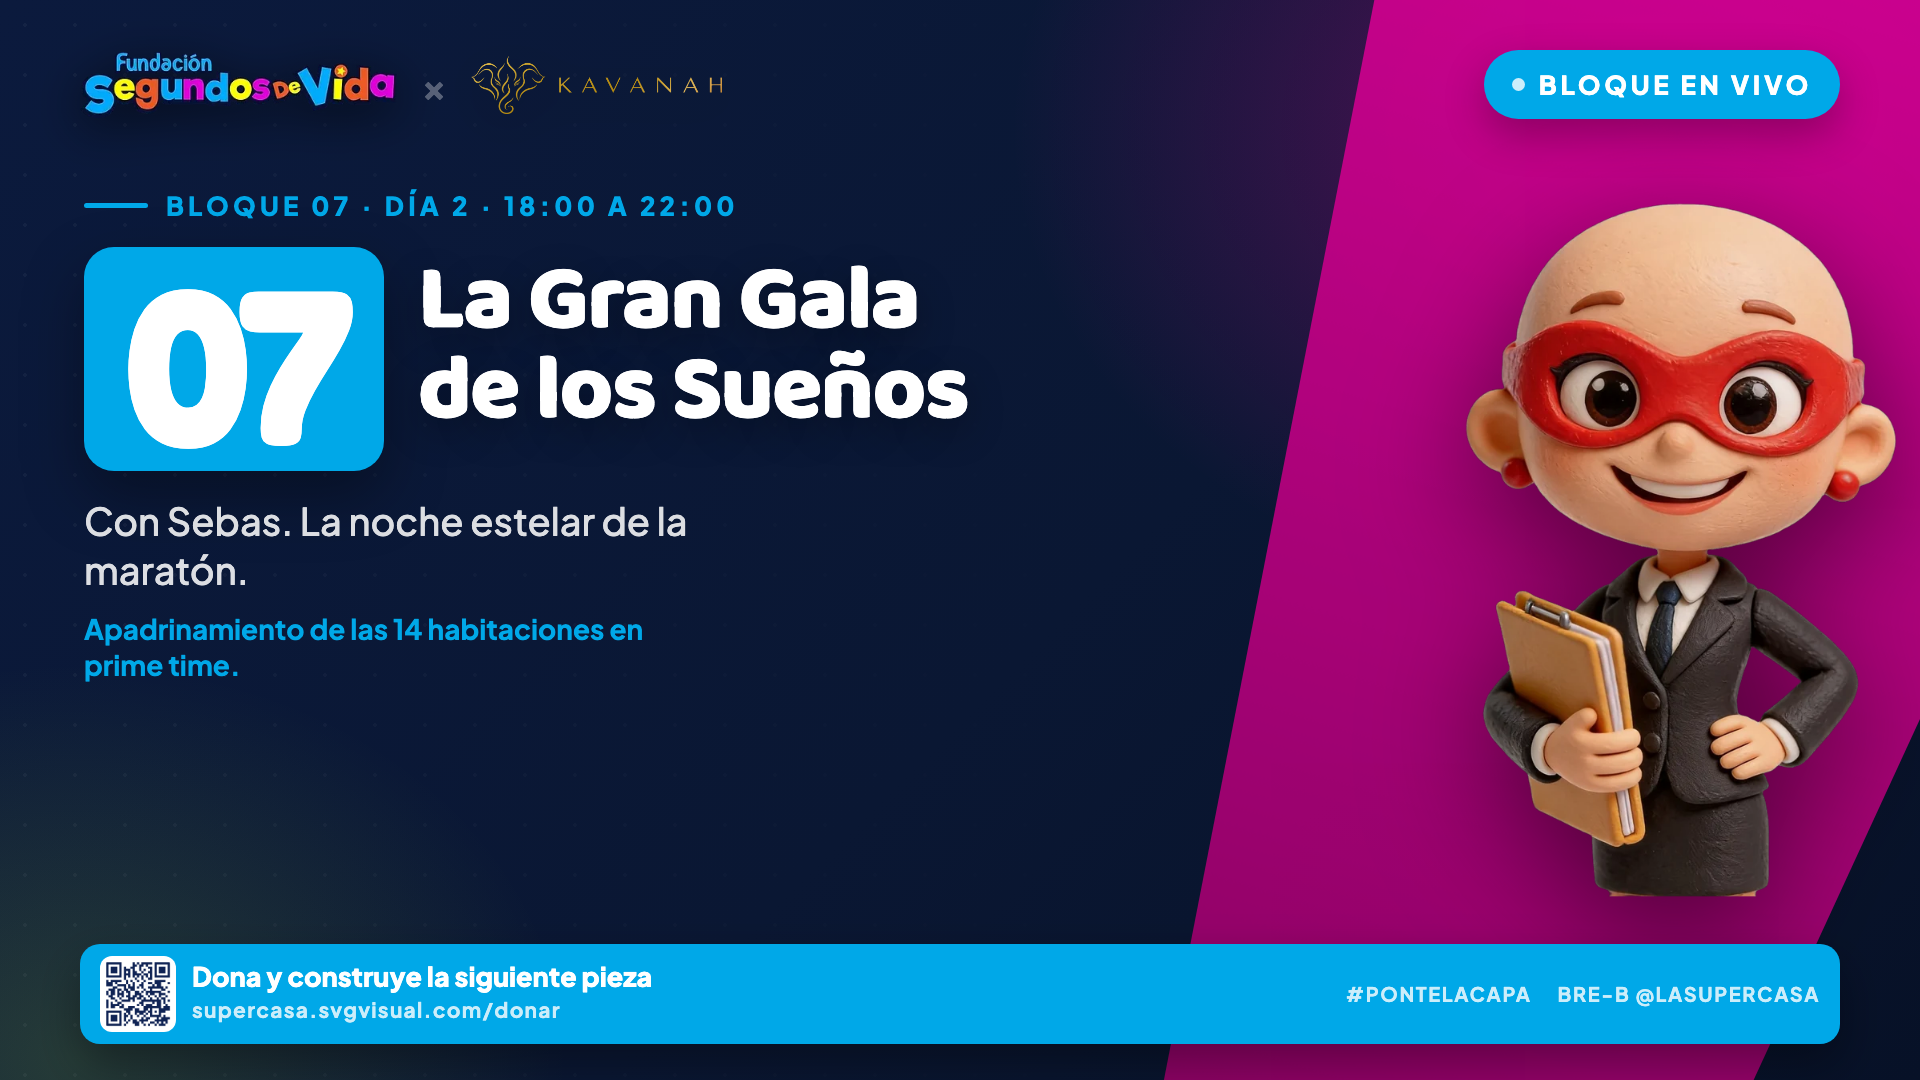 Fundación
Segundos DE Vida × KAVANAH
BLOQUE EN VIVO
BLOQUE 07 · DÍA 2 · 18:00 A 22:00
07
La Gran Gala
de los Sueños
Con Sebas. La noche estelar de la
maratón.
Apadrinamiento de las 14 habitaciones en
prime time.
Dona y construye la siguiente pieza
supercasa.svgvisual.com/donar
#PONTELACAPA BRE-B @LASUPERCASA